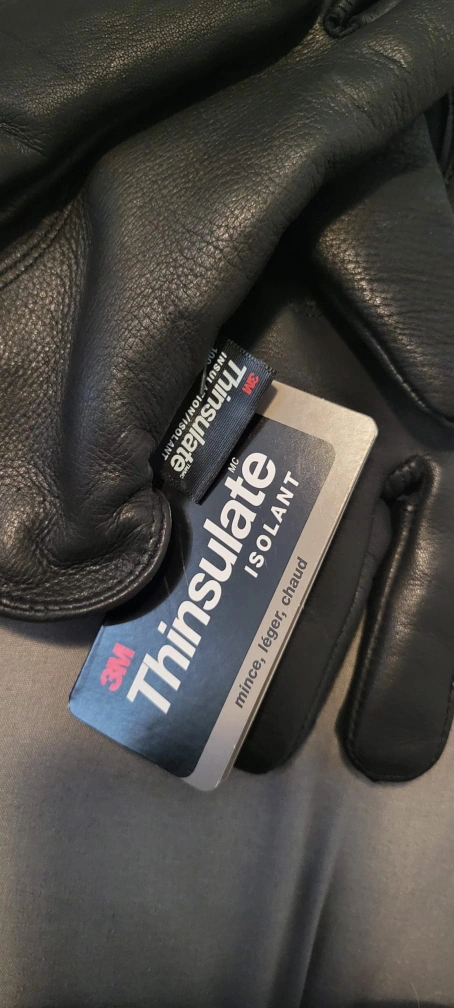 3M
Thinsulate
INSULATION/ISOLANT
3M
Thinsulate MC
ISOLANT
mince, léger, chaud